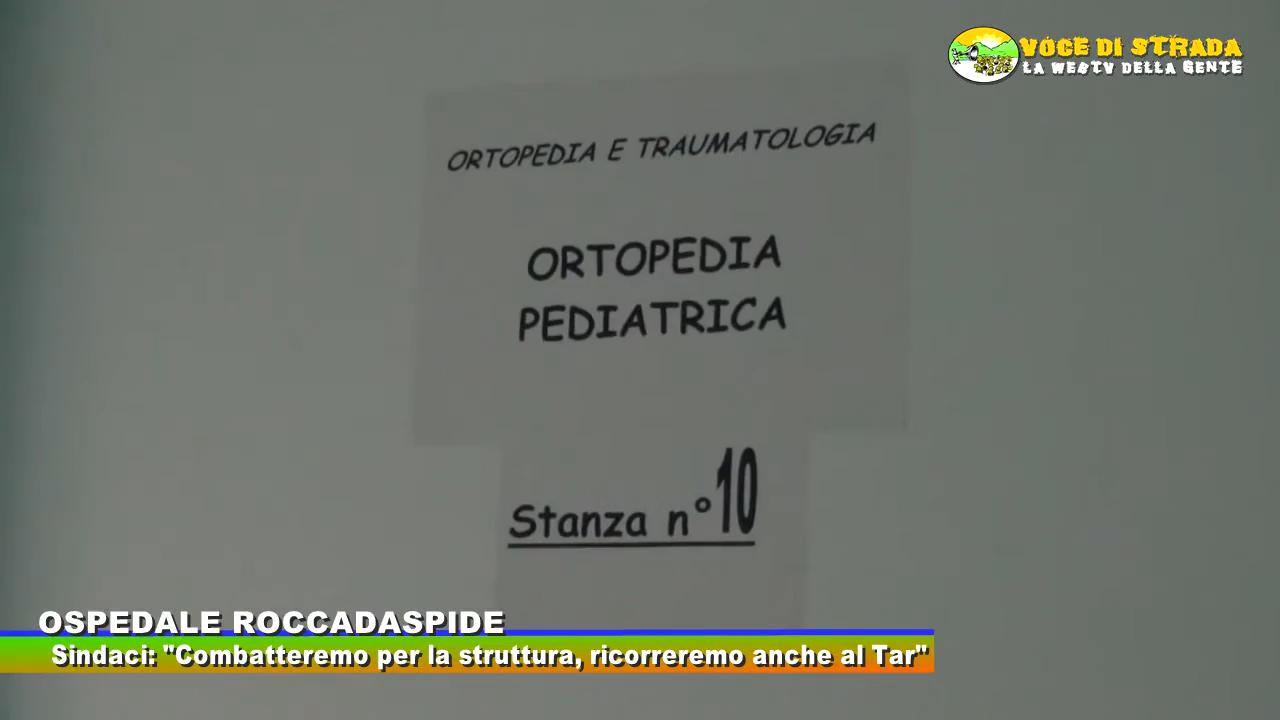 VOCE DI STRADA
LA WEBTV DELLA GENTE
ORTOPEDIA E TRAUMATOLOGIA
ORTOPEDIA
PEDIATRICA
Stanza n°10
OSPEDALE ROCCADASPIDE
Sindaci: "Combatteremo per la struttura, ricorreremo anche al Tar"